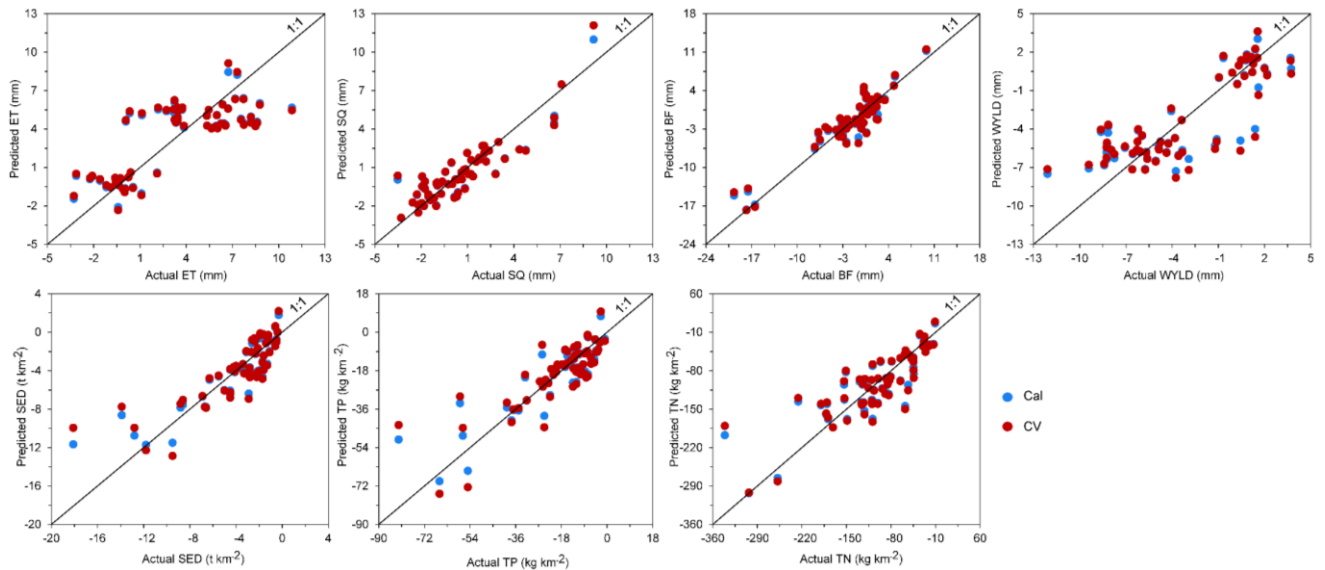 13
10
7
4
1
-2
-5
Predicted ET (mm)
1:1
-5 -2 1 4 7 10 13
Actual ET (mm)
13
10
7
4
1
-2
-5
Predicted SQ (mm)
1:1
-5 -2 1 4 7 10 13
Actual SQ (mm)
18
11
4
-3
-10
-17
-24
Predicted BF (mm)
1:1
-24 -17 -10 -3 4 11 18
Actual BF (mm)
5
2
-1
-4
-7
-10
-13
Predicted WYLD (mm)
1:1
-13 -10 -7 -4 -1 2 5
Actual WYLD (mm)
4
0
-4
-8
-12
-16
-20
Predicted SED (t km⁻²)
1:1
-20 -16 -12 -8 -4 0 4
Actual SED (t km⁻²)
18
0
-18
-36
-54
-72
-90
Predicted TP (kg km⁻²)
1:1
-90 -72 -54 -36 -18 0 18
Actual TP (kg km⁻²)
60
-10
-80
-150
-220
-290
-360
Predicted TN (kg km⁻²)
1:1
-360 -290 -220 -150 -80 -10 60
Actual TN (kg km⁻²)
Cal
CV